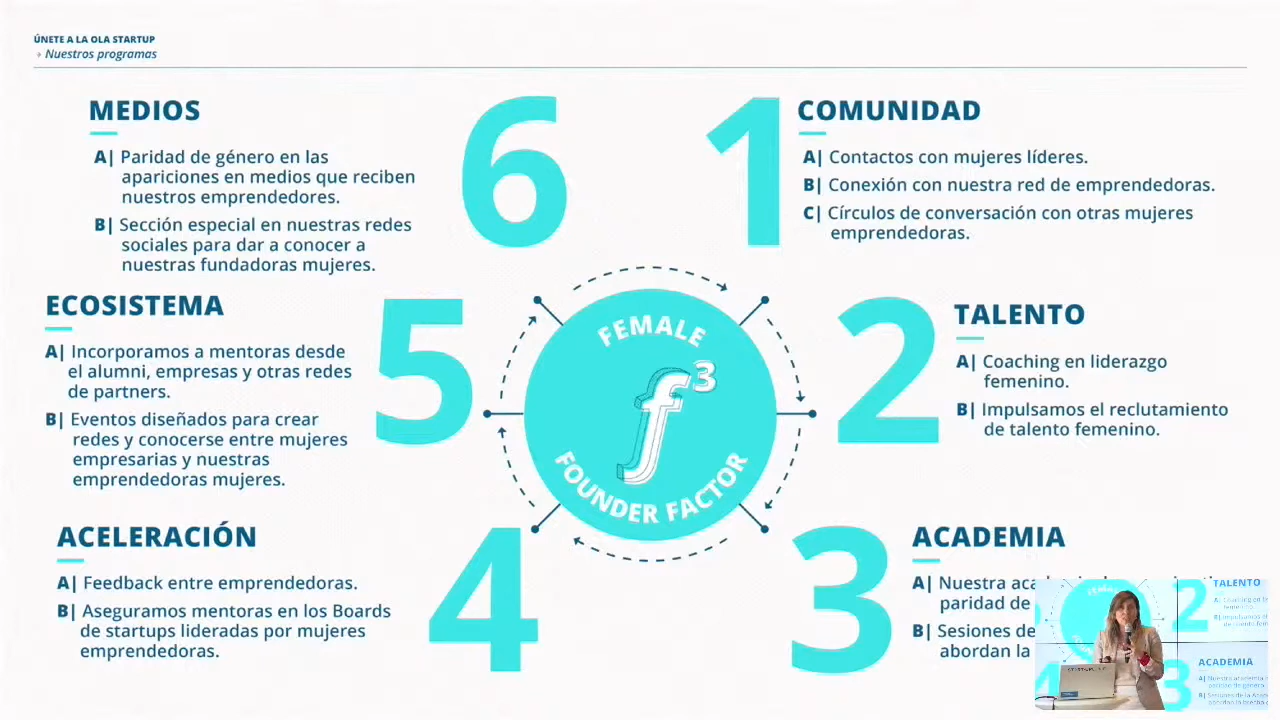 ÚNETE A LA OLA STARTUP
Nuestros programas
MEDIOS
A| Paridad de género en las
apariciones en medios que reciben
nuestros emprendedores.
B| Sección especial en nuestras redes
sociales para dar a conocer a
nuestras fundadoras mujeres.
6
1
COMUNIDAD
A| Contactos con mujeres líderes.
B| Conexión con nuestra red de emprendedoras.
C| Círculos de conversación con otras mujeres
emprendedoras.
ECOSISTEMA
A| Incorporamos a mentoras desde
el alumni, empresas y otras redes
de partners.
B| Eventos diseñados para crear
redes y conocerse entre mujeres
empresarias y nuestras
emprendedoras mujeres.
5
FEMALE
f3
FOUNDER FACTOR
2
TALENTO
A| Coaching en liderazgo
femenino.
B| Impulsamos el reclutamiento
de talento femenino.
ACELERACIÓN
A| Feedback entre emprendedoras.
B| Aseguramos mentoras en los Boards
de startups lideradas por mujeres
emprendedoras.
4
3
ACADEMIA
A| Nuestra
paridad de
B| Sesiones de
abordan la
2
TALENTO
3
ACADEMIA